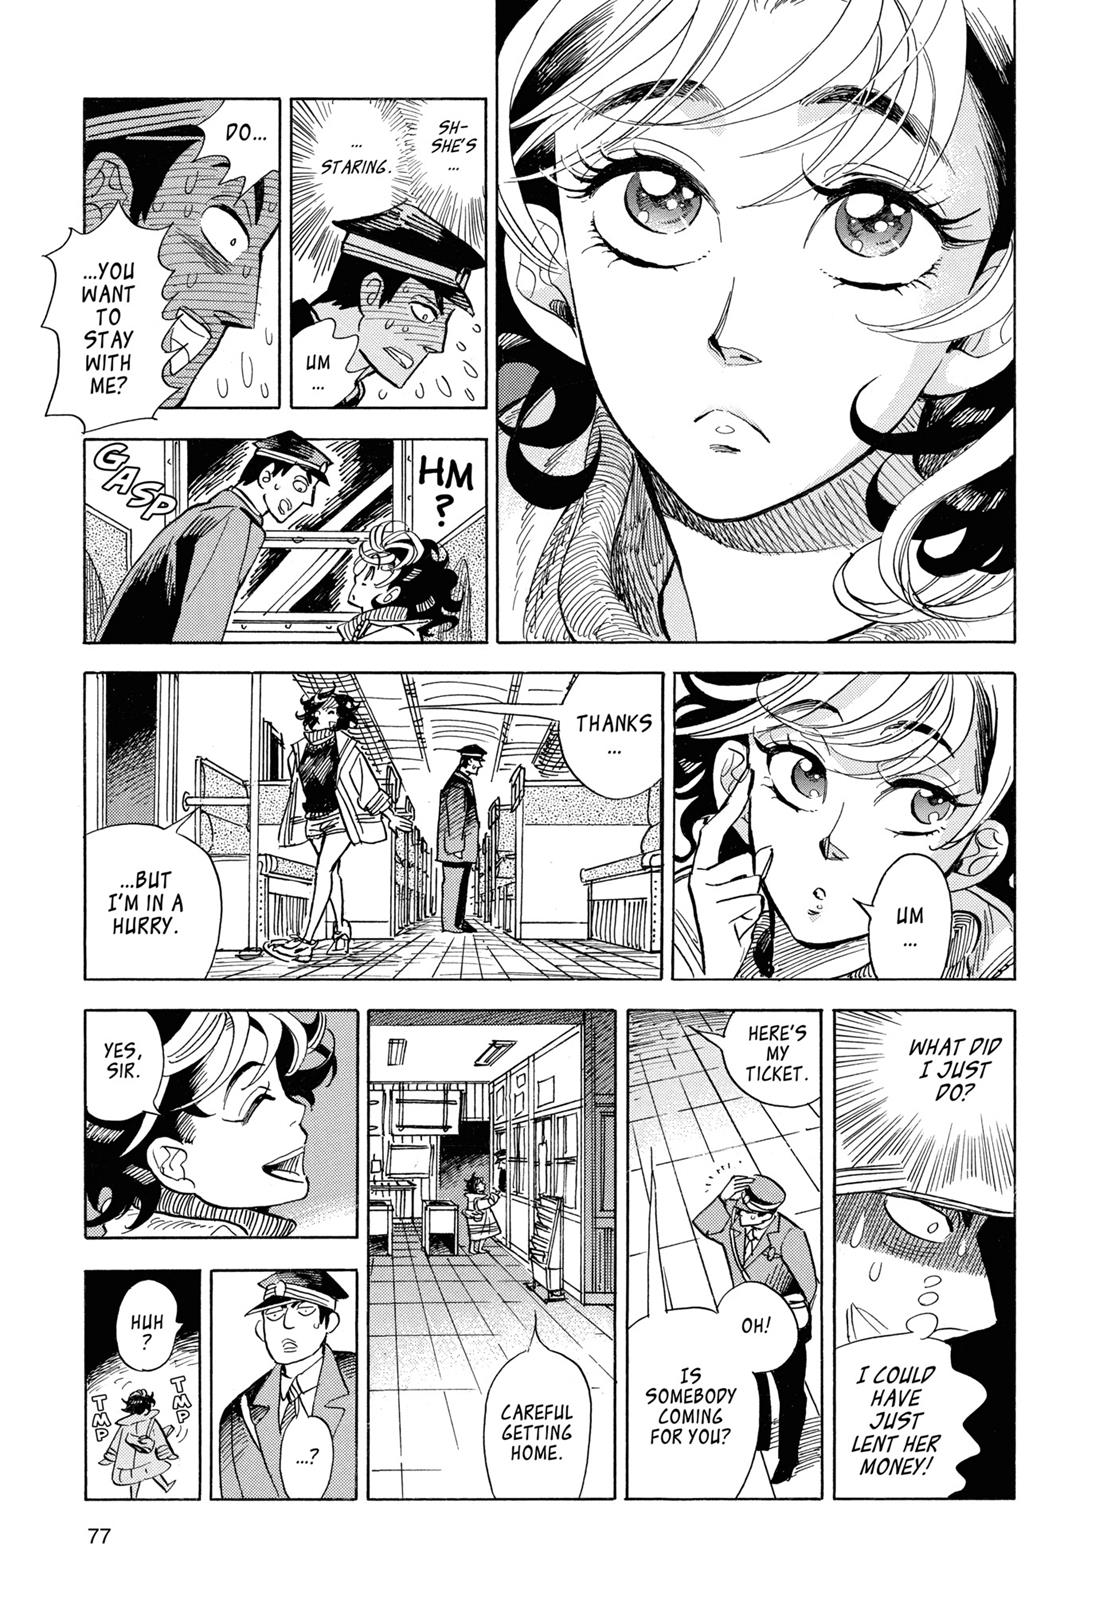 SH-
SHE'S
...
...
STARING.
UM
...
DO...
...YOU
WANT
TO
STAY
WITH
ME?
HM
?
GASP
UM
...
THANKS
...
...BUT
I'M IN A
HURRY.
WHAT DID
I JUST
DO?
I COULD
HAVE
JUST
LENT HER
MONEY!
HERE'S
MY
TICKET.
OH!
IS
SOMEBODY
COMING
FOR YOU?
CAREFUL
GETTING
HOME.
YES,
SIR.
...?
HUH
?
TMP
TMP
77